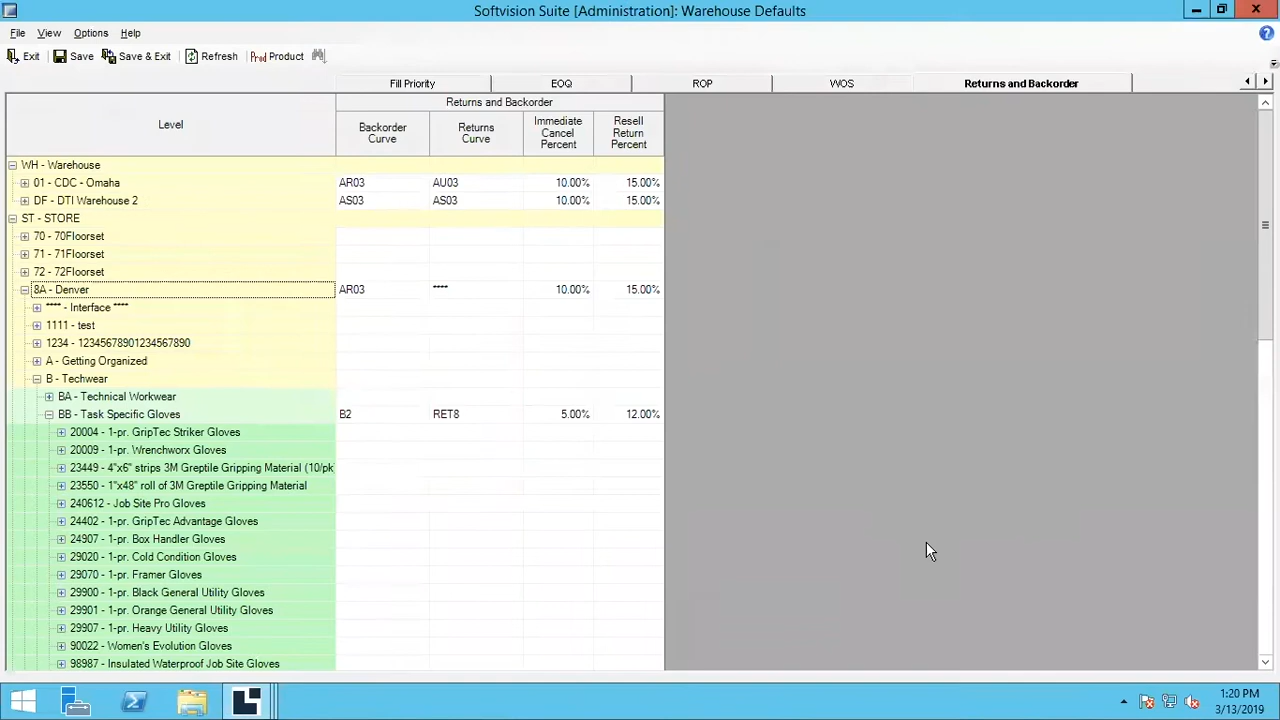 Softvision Suite [Administration]: Warehouse Defaults
File View Options Help
Exit Save Save & Exit Refresh Prod Product
Fill Priority EOQ ROP WOS Returns and Backorder
Level
Returns and Backorder
Backorder Curve
Returns Curve
Immediate Cancel Percent
Resell Return Percent
WH - Warehouse
01 - CDC - Omaha AR03 AU03 10.00% 15.00%
DF - DTI Warehouse 2 AS03 AS03 10.00% 15.00%
ST - STORE
70 - 70Floorset
71 - 71Floorset
72 - 72Floorset
8A - Denver AR03 **** 10.00% 15.00%
**** - Interface ****
1111 - test
1234 - 12345678901234567890
A - Getting Organized
B - Techwear
BA - Technical Workwear
BB - Task Specific Gloves B2 RET8 5.00% 12.00%
20004 - 1-pr. GripTec Striker Gloves
20009 - 1-pr. Wrenchworx Gloves
23449 - 4"x6" strips 3M Greptile Gripping Material (10/pk
23550 - 1"x48" roll of 3M Greptile Gripping Material
240612 - Job Site Pro Gloves
24402 - 1-pr. GripTec Advantage Gloves
24907 - 1-pr. Box Handler Gloves
29020 - 1-pr. Cold Condition Gloves
29070 - 1-pr. Framer Gloves
29900 - 1-pr. Black General Utility Gloves
29901 - 1-pr. Orange General Utility Gloves
29907 - 1-pr. Heavy Utility Gloves
90022 - Women's Evolution Gloves
98987 - Insulated Waterproof Job Site Gloves
1:20 PM
3/13/2019